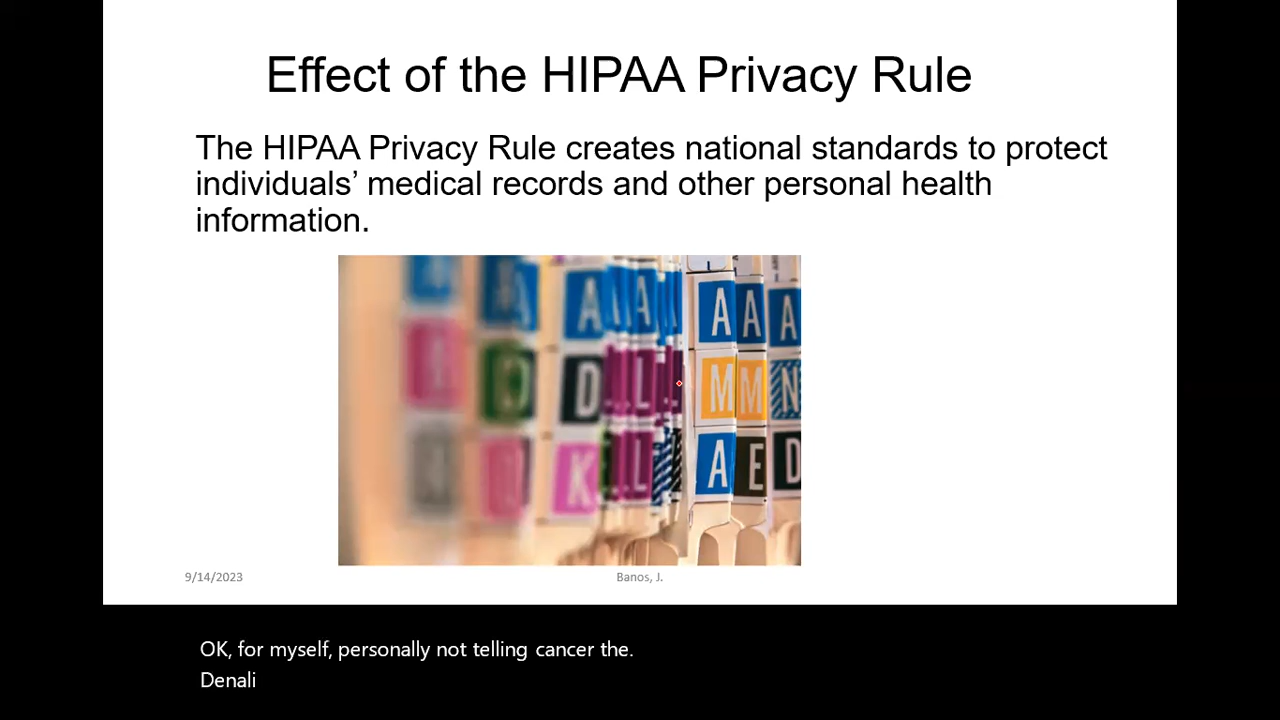 Effect of the HIPAA Privacy Rule
The HIPAA Privacy Rule creates national standards to protect
individuals’ medical records and other personal health
information.
A A A A A A
D L M M N
K L A E D
9/14/2023
Banos, J.
OK, for myself, personally not telling cancer the.
Denali